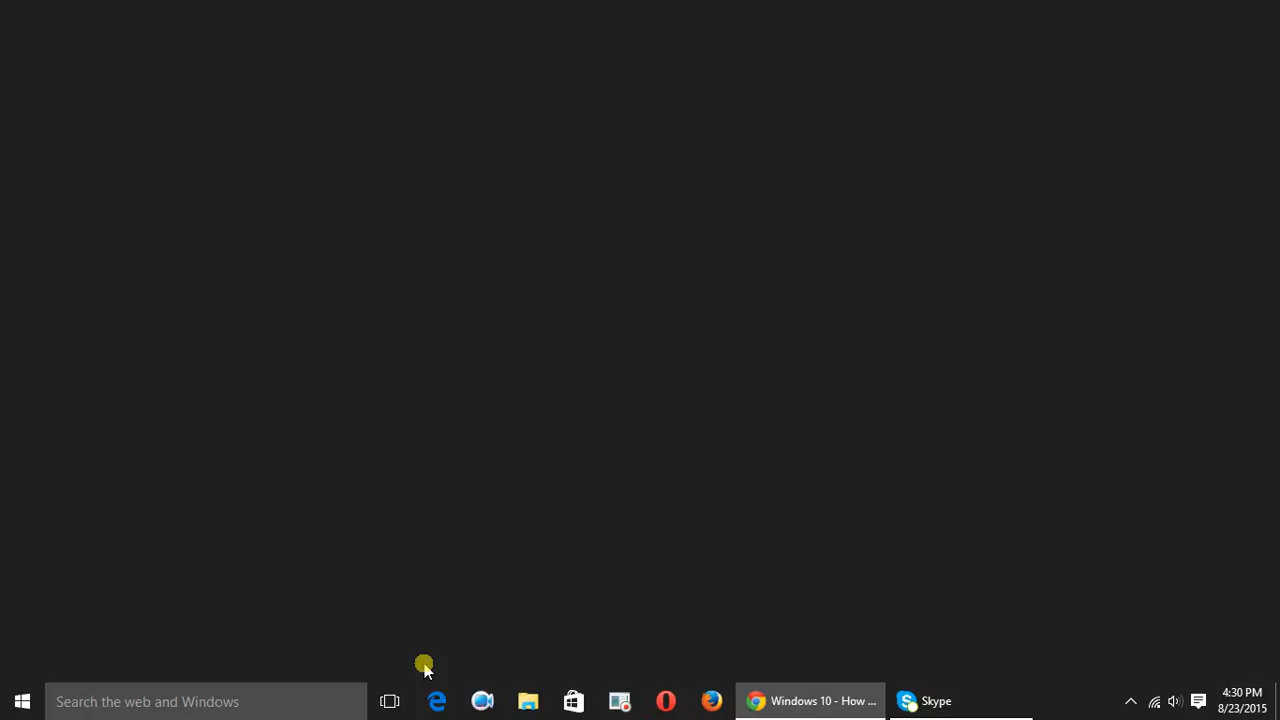 Search the web and Windows
Windows 10 - How ...
Skype
4:30 PM
8/23/2015